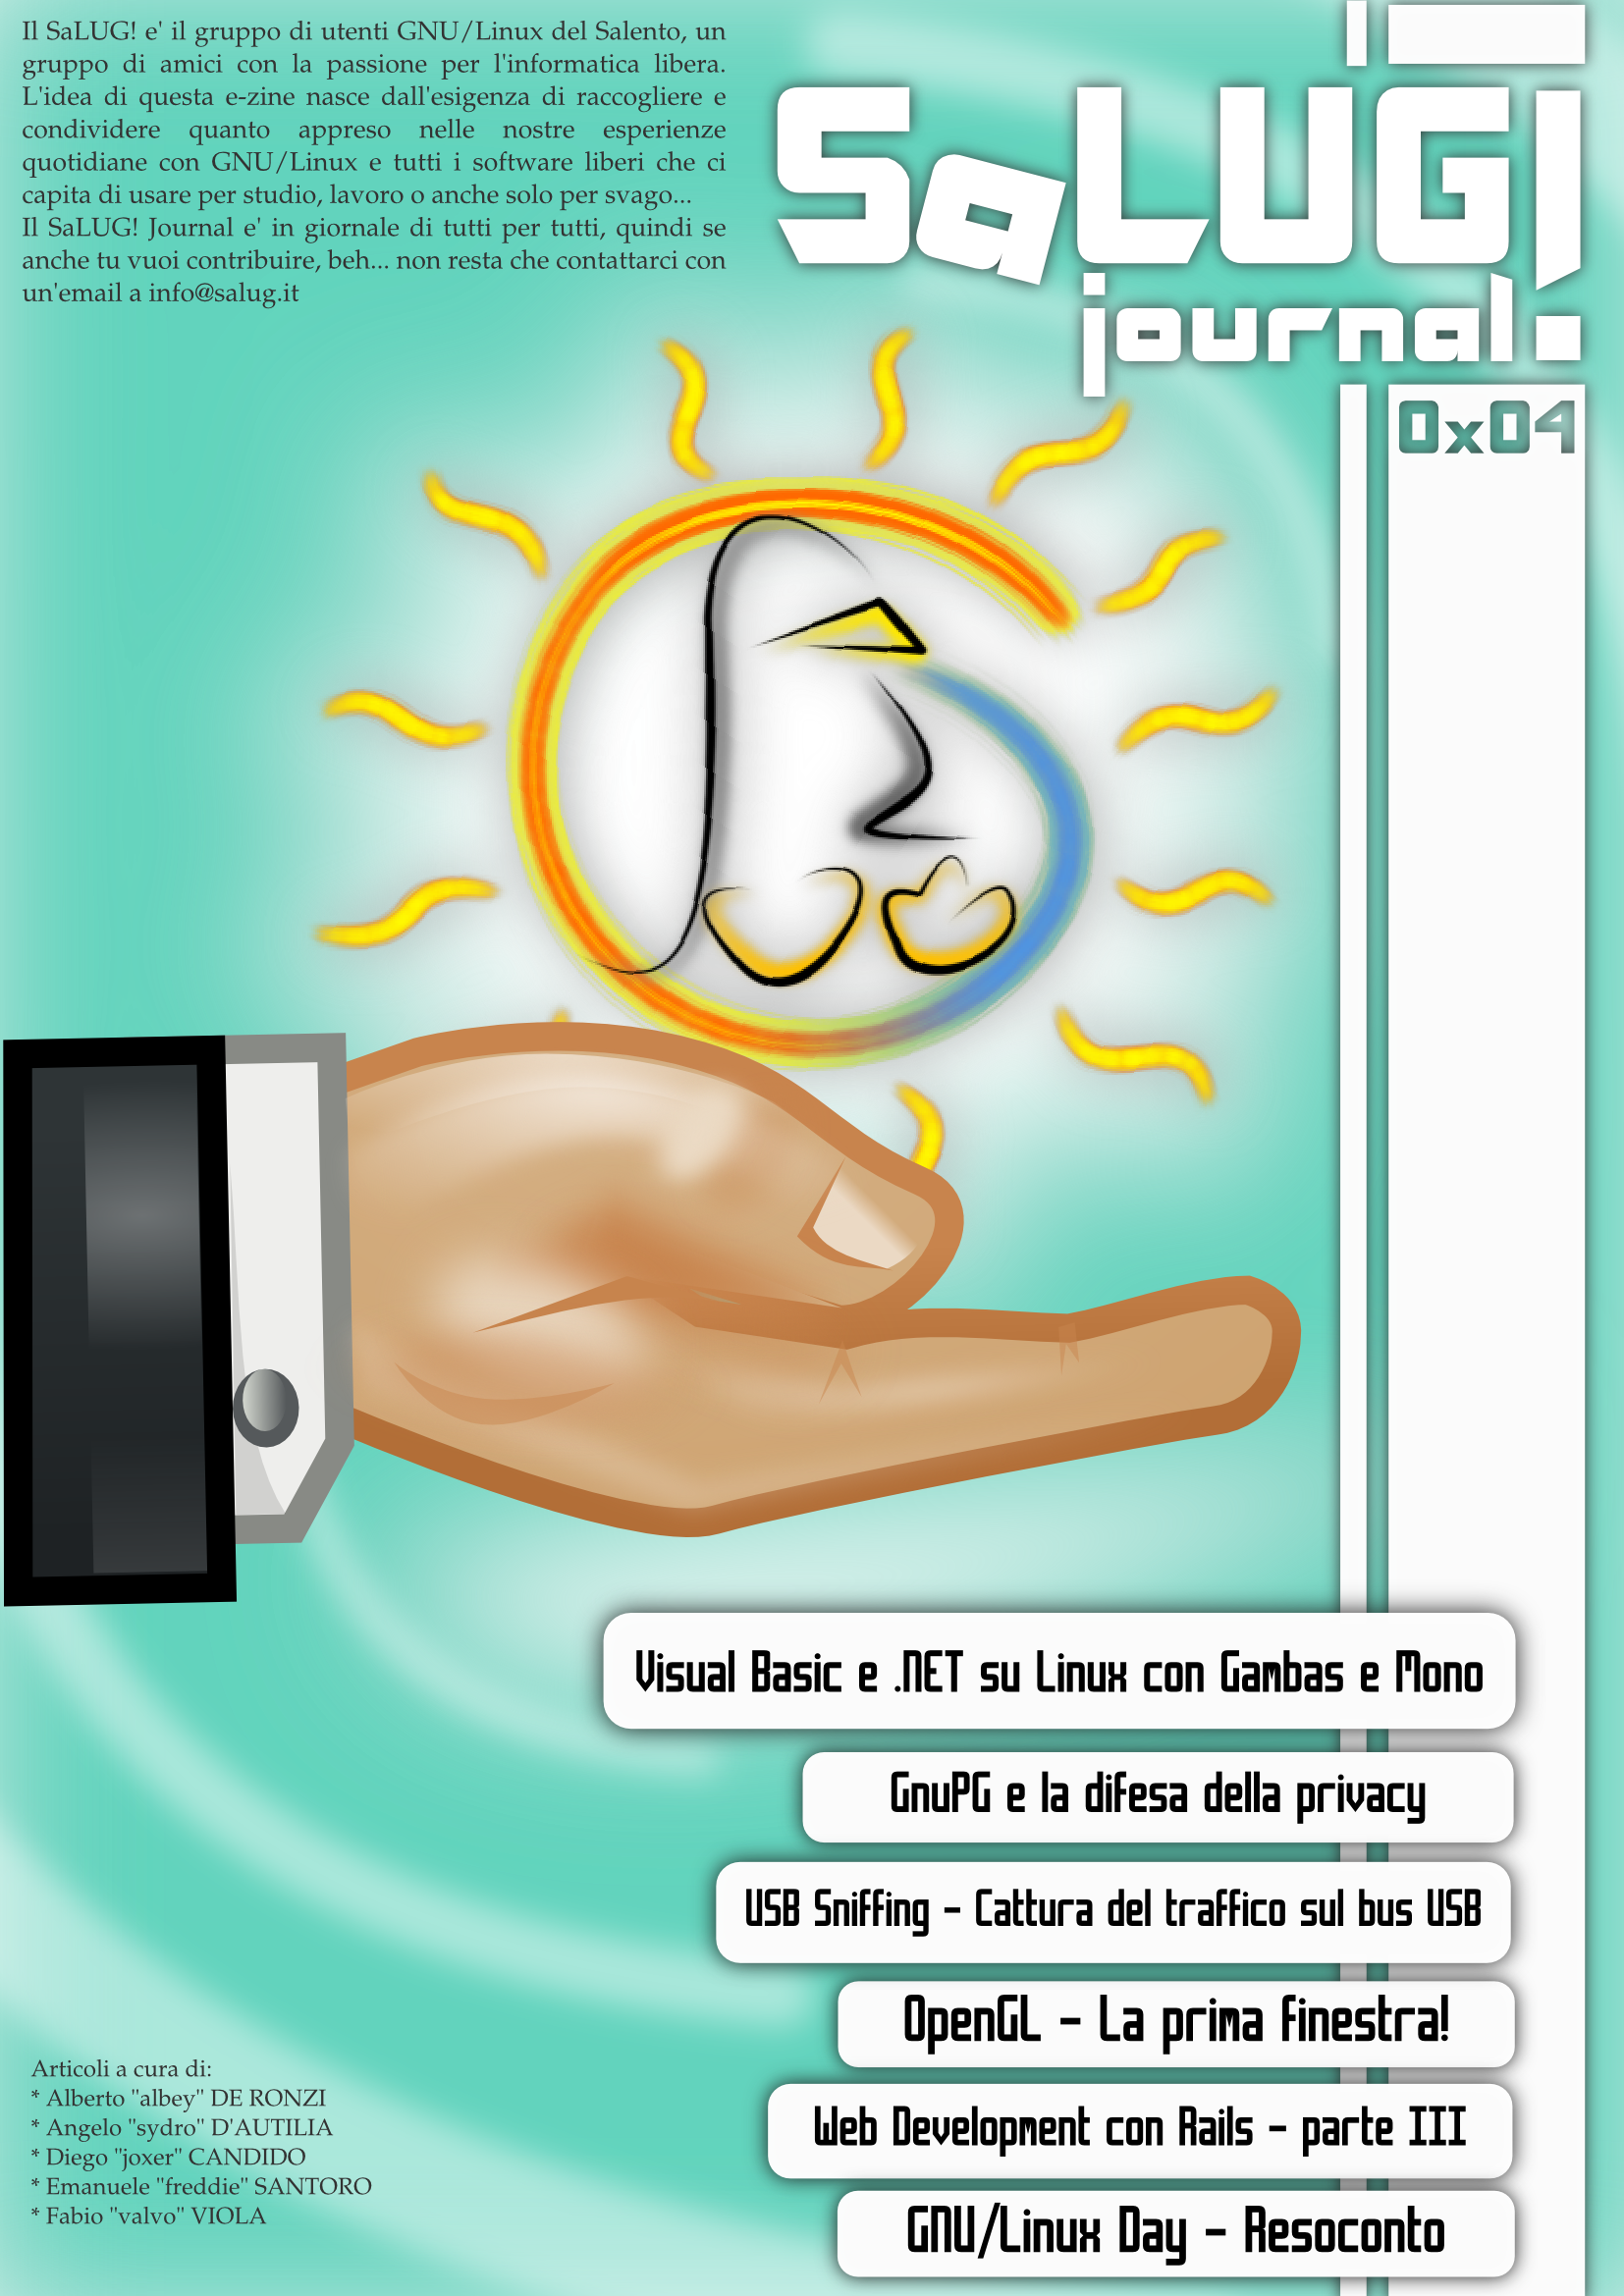 Il SaLUG! e' il gruppo di utenti GNU/Linux del Salento, un
gruppo di amici con la passione per l'informatica libera.
L'idea di questa e-zine nasce dall'esigenza di raccogliere e
condividere quanto appreso nelle nostre esperienze
quotidiane con GNU/Linux e tutti i software liberi che ci
capita di usare per studio, lavoro o anche solo per svago...
Il SaLUG! Journal e' in giornale di tutti per tutti, quindi se
anche tu vuoi contribuire, beh... non resta che contattarci con
un'email a info@salug.it
SaLUG!
journal
0x04
Visual Basic e .NET su Linux con Gambas e Mono
GnuPG e la difesa della privacy
USB Sniffing - Cattura del traffico sul bus USB
OpenGL - La prima finestra!
Web Development con Rails - parte III
GNU/Linux Day - Resoconto
Articoli a cura di:
* Alberto "albey" DE RONZI
* Angelo "sydro" D'AUTILIA
* Diego "joxer" CANDIDO
* Emanuele "freddie" SANTORO
* Fabio "valvo" VIOLA